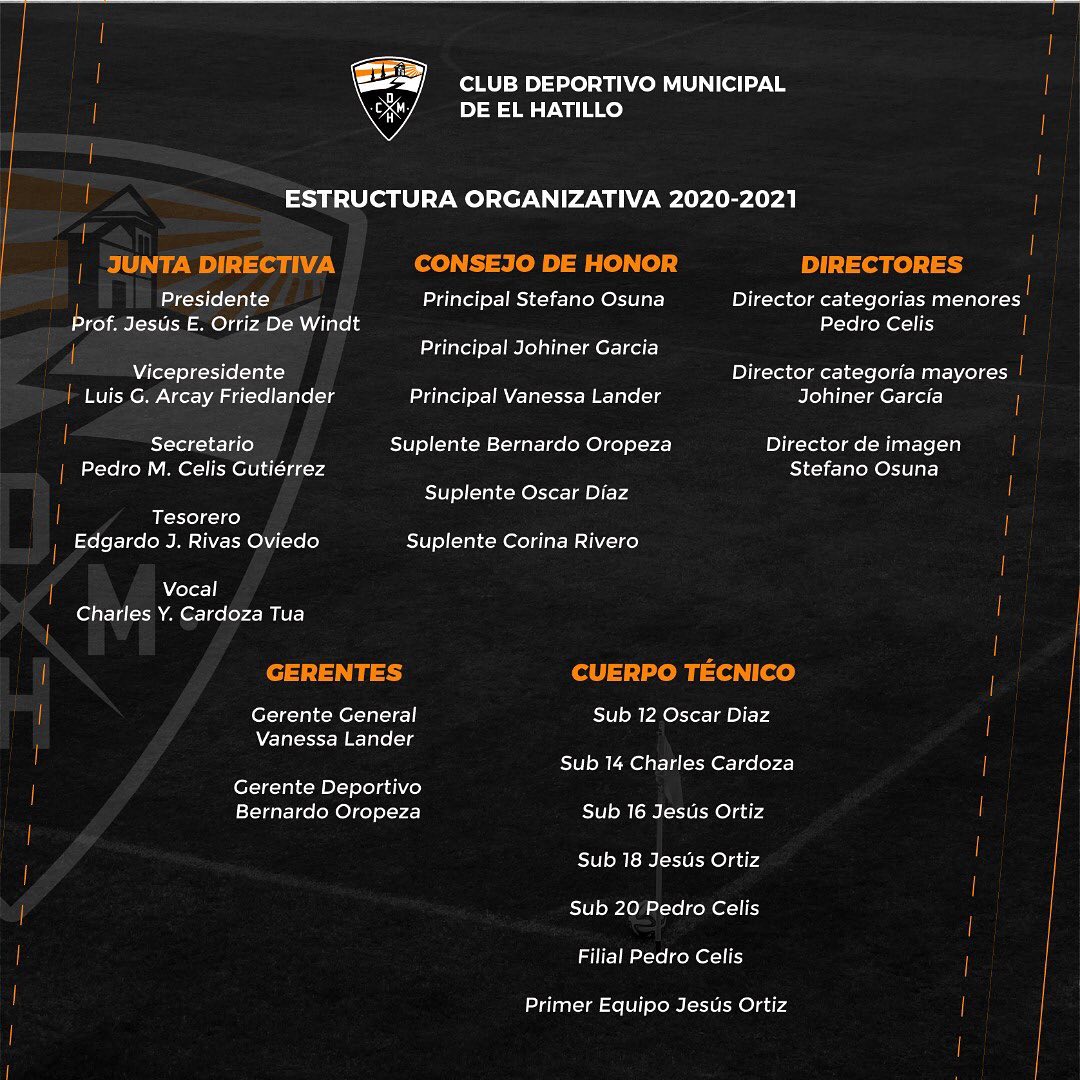 CLUB DEPORTIVO MUNICIPAL
DE EL HATILLO
D
C M
H
ESTRUCTURA ORGANIZATIVA 2020-2021
JUNTA DIRECTIVA
Presidente
Prof. Jesús E. Orriz De Windt
Vicepresidente
Luis G. Arcay Friedlander
Secretario
Pedro M. Celis Gutiérrez
Tesorero
Edgardo J. Rivas Oviedo
Vocal
Charles Y. Cardoza Tua
CONSEJO DE HONOR
Principal Stefano Osuna
Principal Johiner Garcia
Principal Vanessa Lander
Suplente Bernardo Oropeza
Suplente Oscar Díaz
Suplente Corina Rivero
DIRECTORES
Director categorias menores
Pedro Celis
Director categoría mayores
Johiner García
Director de imagen
Stefano Osuna
GERENTES
Gerente General
Vanessa Lander
Gerente Deportivo
Bernardo Oropeza
CUERPO TÉCNICO
Sub 12 Oscar Diaz
Sub 14 Charles Cardoza
Sub 16 Jesús Ortiz
Sub 18 Jesús Ortiz
Sub 20 Pedro Celis
Filial Pedro Celis
Primer Equipo Jesús Ortiz